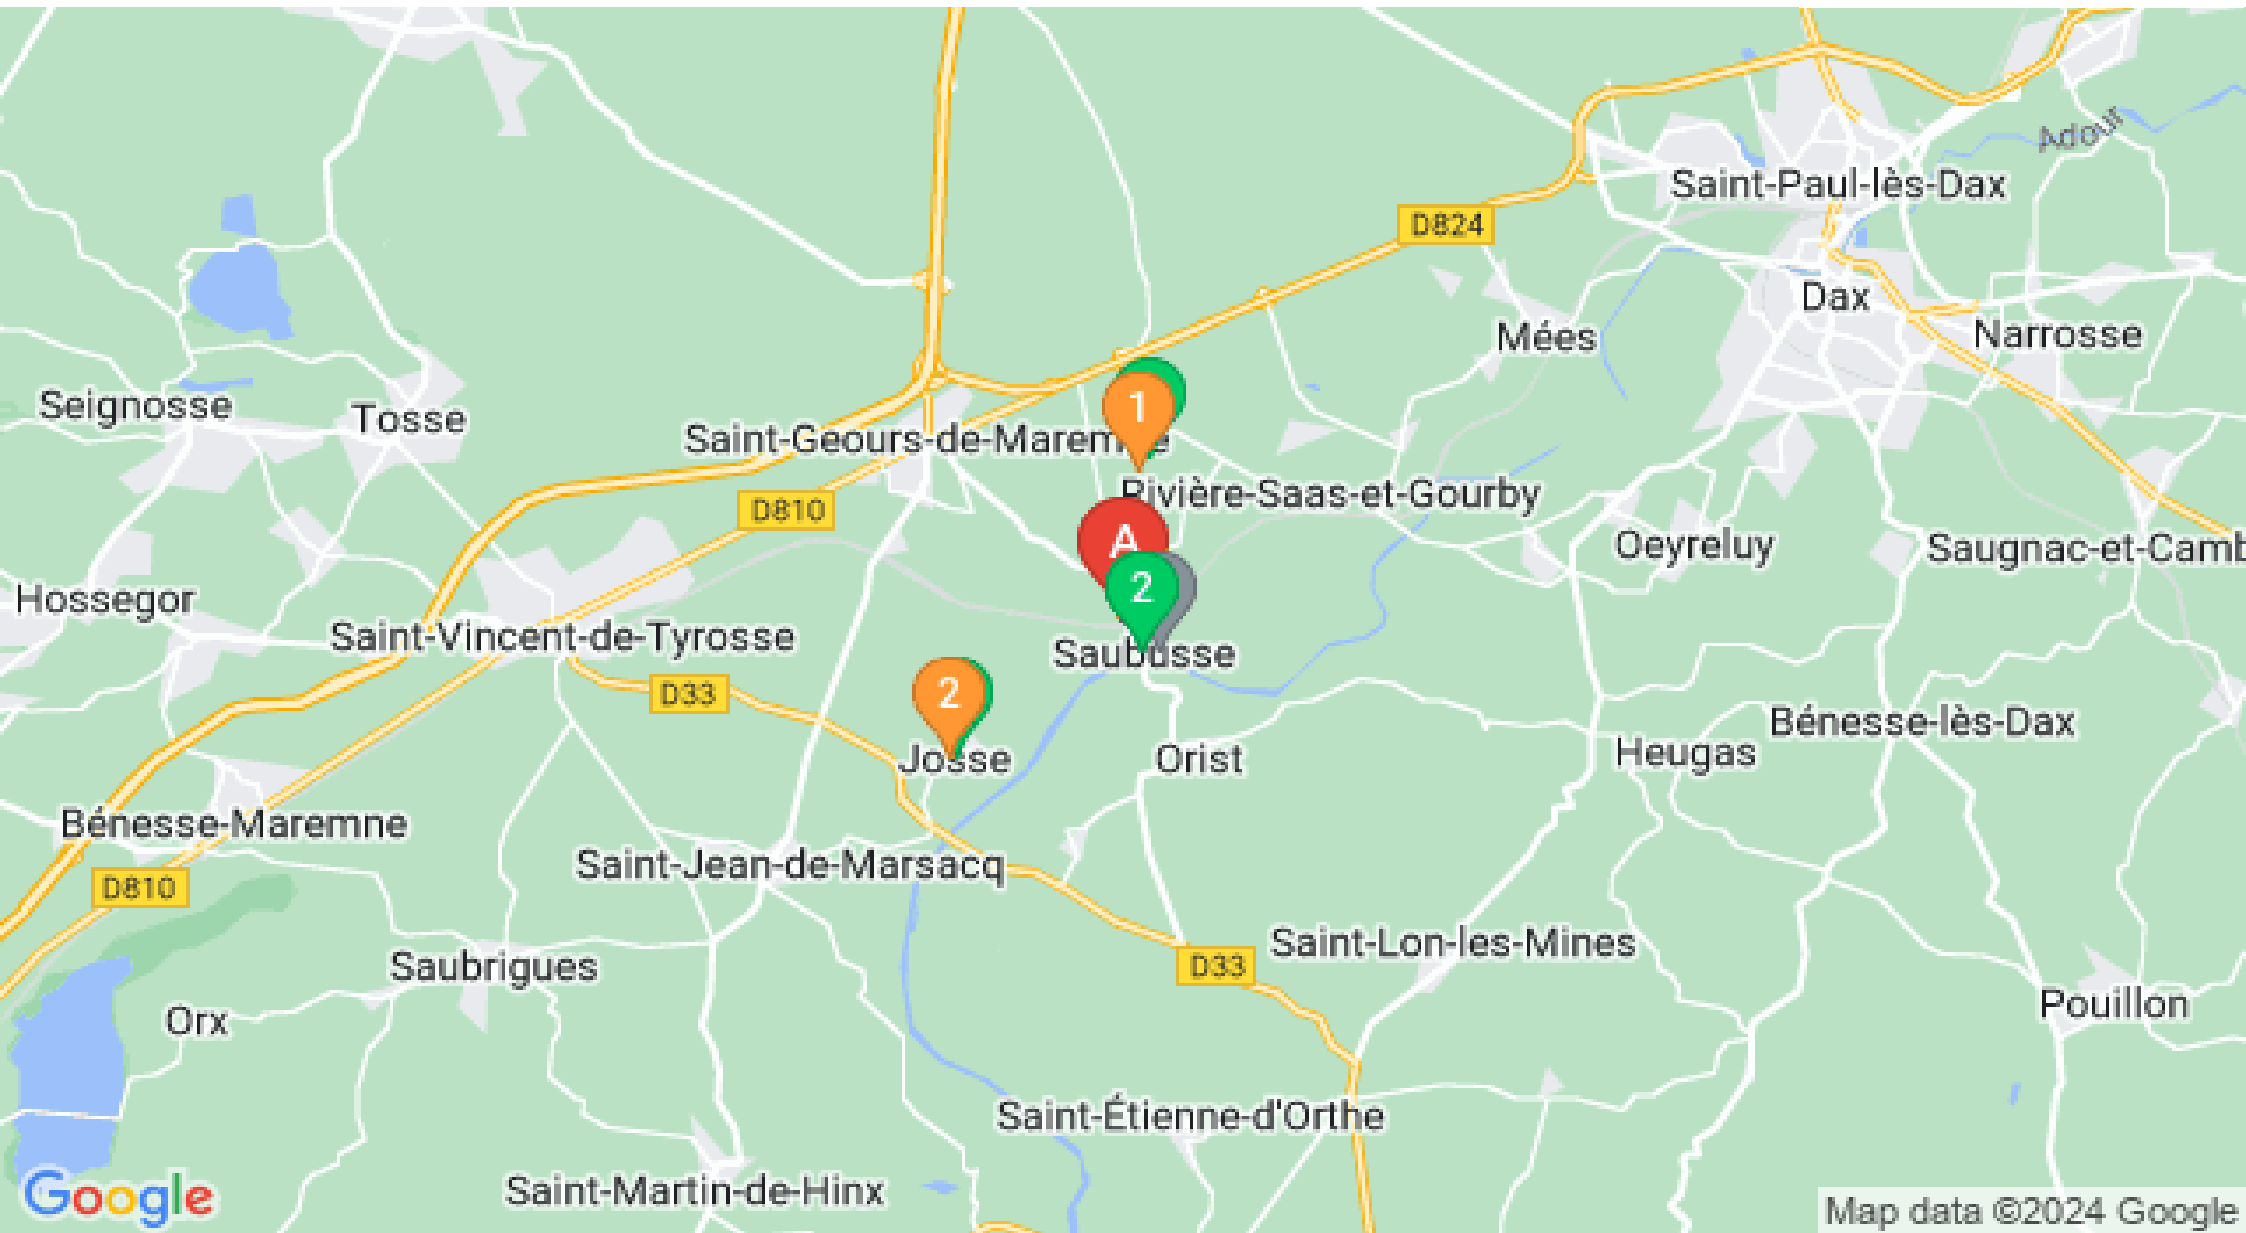 Adour
Saint-Paul-lès-Dax
D824
Dax
Mées
Narrosse
Seignosse
Tosse
1
Saint-Geours-de-Maremne
Rivière-Saas-et-Gourby
D810
A
Oeyreluy
Saugnac-et-Camb
Hossegor
2
Saint-Vincent-de-Tyrosse
Saubusse
D33
2
Bénesse-lès-Dax
Josse
Orist
Heugas
Bénesse-Maremne
Saint-Jean-de-Marsacq
D810
Saint-Lon-les-Mines
Saubrigues
D33
Orx
Pouillon
Saint-Étienne-d'Orthe
Saint-Martin-de-Hinx
Google
Map data ©2024 Google